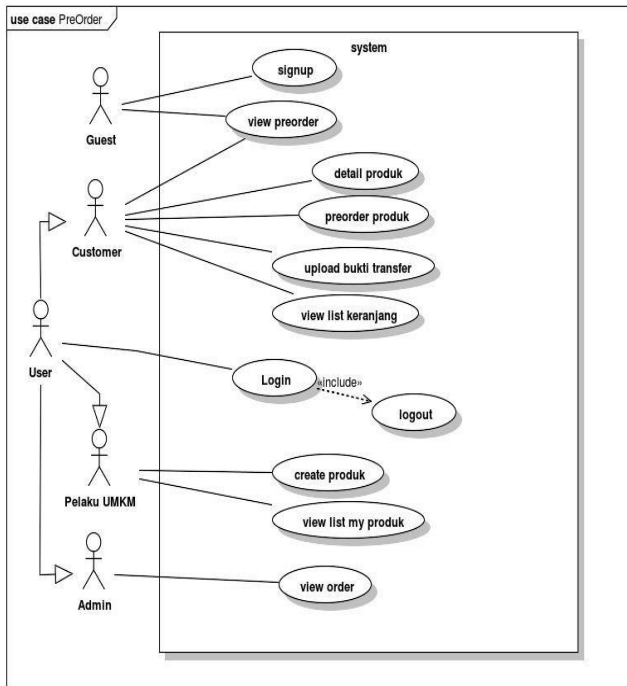 use case PreOrder
system
signup
view preorder
Guest
detail produk
preorder produk
Customer
upload bukti transfer
view list keranjang
User
Login
«include»
logout
create produk
Pelaku UMKM
view list my produk
view order
Admin